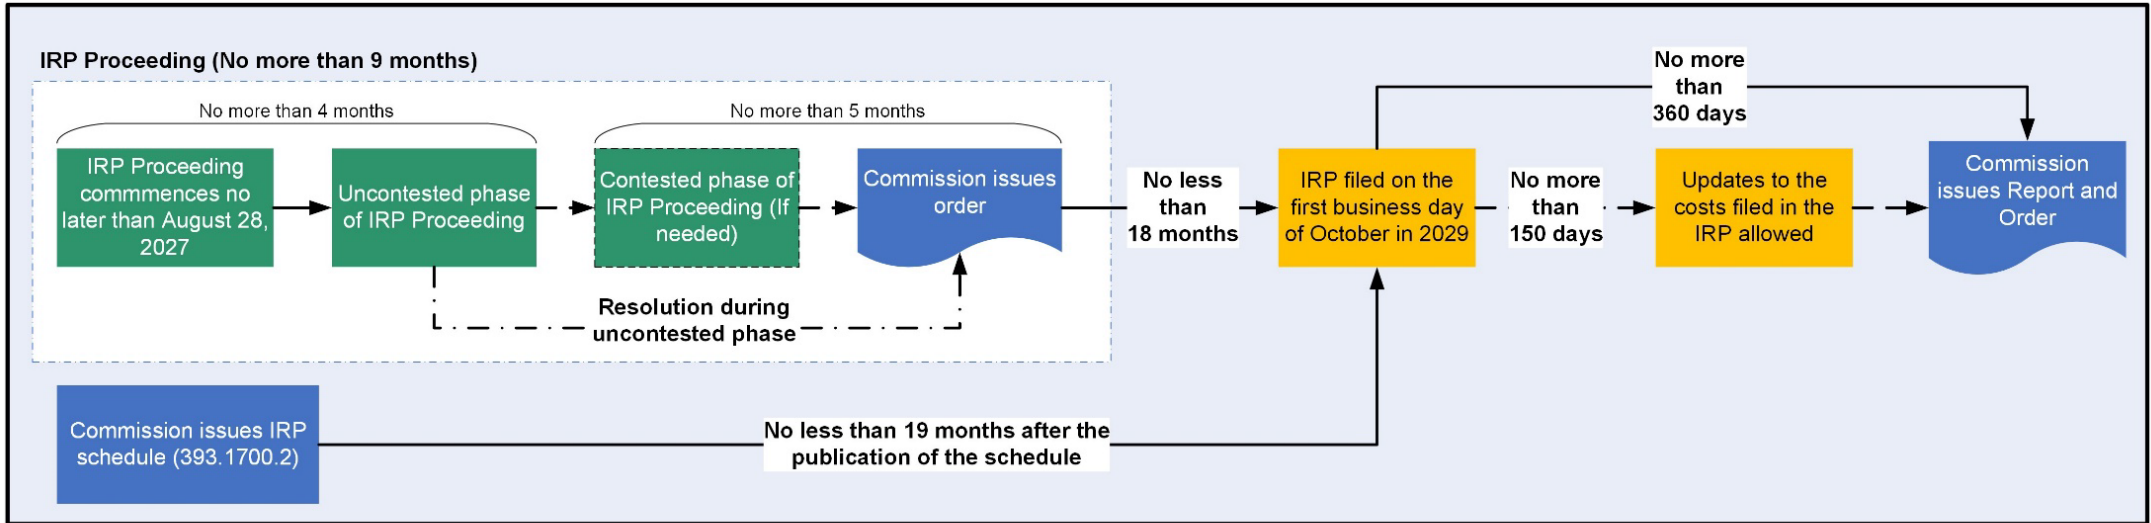 IRP Proceeding (No more than 9 months)
No more than 4 months
No more than 5 months
IRP Proceeding
commmences no
later than August 28,
2027
Uncontested phase
of IRP Proceeding
Contested phase of
IRP Proceeding (If
needed)
Commission issues
order
Resolution during
uncontested phase
No less
than
18 months
IRP filed on the
first business day
of October in 2029
No more
than
150 days
Updates to the
costs filed in the
IRP allowed
No more
than
360 days
Commission
issues Report and
Order
Commission issues IRP
schedule (393.1700.2)
No less than 19 months after the
publication of the schedule